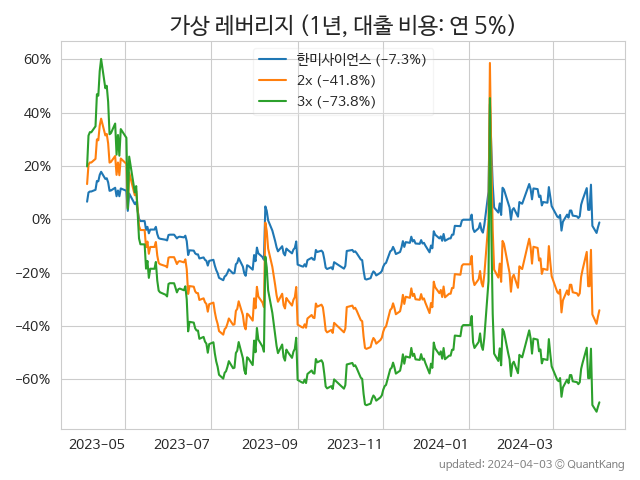 가상 레버리지 (1년, 대출 비용: 연 5%)
한미사이언스 (−7.3%)
2x (−41.8%)
3x (−73.8%)
60%
40%
20%
0%
−20%
−40%
−60%
2023-05 2023-07 2023-09 2023-11 2024-01 2024-03
updated: 2024-04-03 © QuantKang